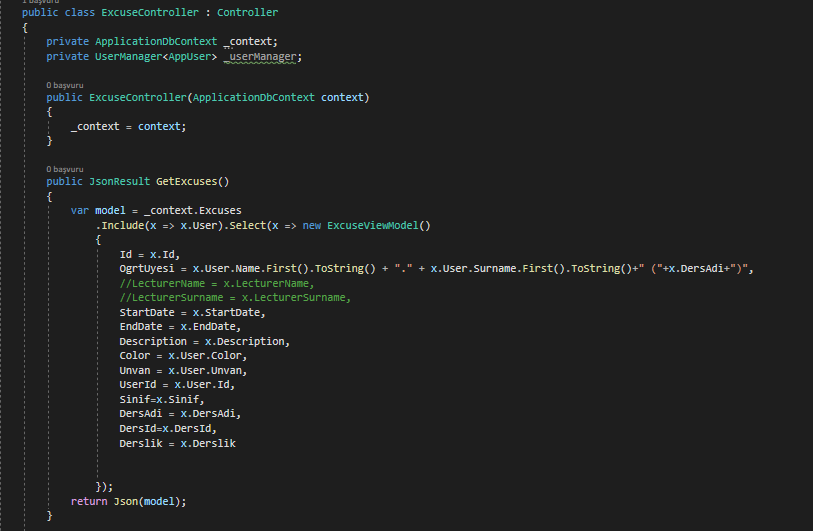 1 başvuru
public class ExcuseController : Controller
{
private ApplicationDbContext _context;
private UserManager<AppUser> _userManager;
0 başvuru
public ExcuseController(ApplicationDbContext context)
{
_context = context;
}
0 başvuru
public JsonResult GetExcuses()
{
var model = _context.Excuses
.Include(x => x.User).Select(x => new ExcuseViewModel()
{
Id = x.Id,
OgrtUyesi = x.User.Name.First().ToString() + "." + x.User.Surname.First().ToString()+" ("+x.DersAdi+")",
//LecturerName = x.LecturerName,
//LecturerSurname = x.LecturerSurname,
StartDate = x.StartDate,
EndDate = x.EndDate,
Description = x.Description,
Color = x.User.Color,
Unvan = x.User.Unvan,
UserId = x.User.Id,
Sinif=x.Sinif,
DersAdi = x.DersAdi,
DersId=x.DersId,
Derslik = x.Derslik
});
return Json(model);
}